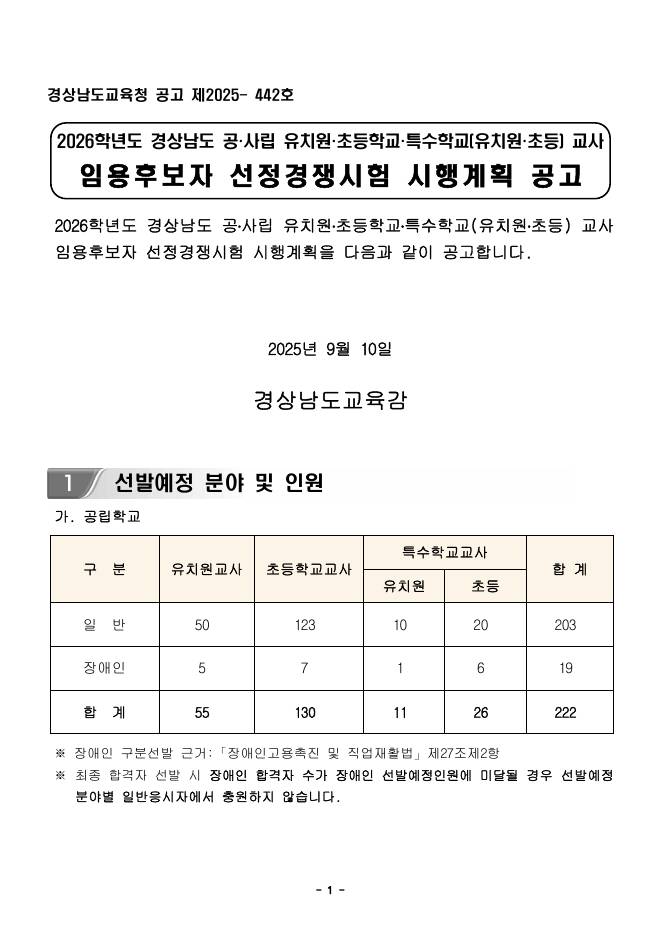 경상남도교육청 공고 제2025- 442호
2026학년도 경상남도 공·사립 유치원·초등학교·특수학교(유치원·초등) 교사
임용후보자 선정경쟁시험 시행계획 공고
2026학년도 경상남도 공·사립 유치원·초등학교·특수학교(유치원·초등) 교사
임용후보자 선정경쟁시험 시행계획을 다음과 같이 공고합니다.
2025년 9월 10일
경상남도교육감
1 선발예정 분야 및 인원
가. 공립학교
구 분 유치원교사 초등학교교사 특수학교교사 합 계
유치원 초등
일 반 50 123 10 20 203
장애인 5 7 1 6 19
합 계 55 130 11 26 222
※ 장애인 구분선발 근거:「장애인고용촉진 및 직업재활법」제27조제2항
※ 최종 합격자 선발 시 장애인 합격자 수가 장애인 선발예정인원에 미달될 경우 선발예정
분야별 일반응시자에서 충원하지 않습니다.
- 1 -